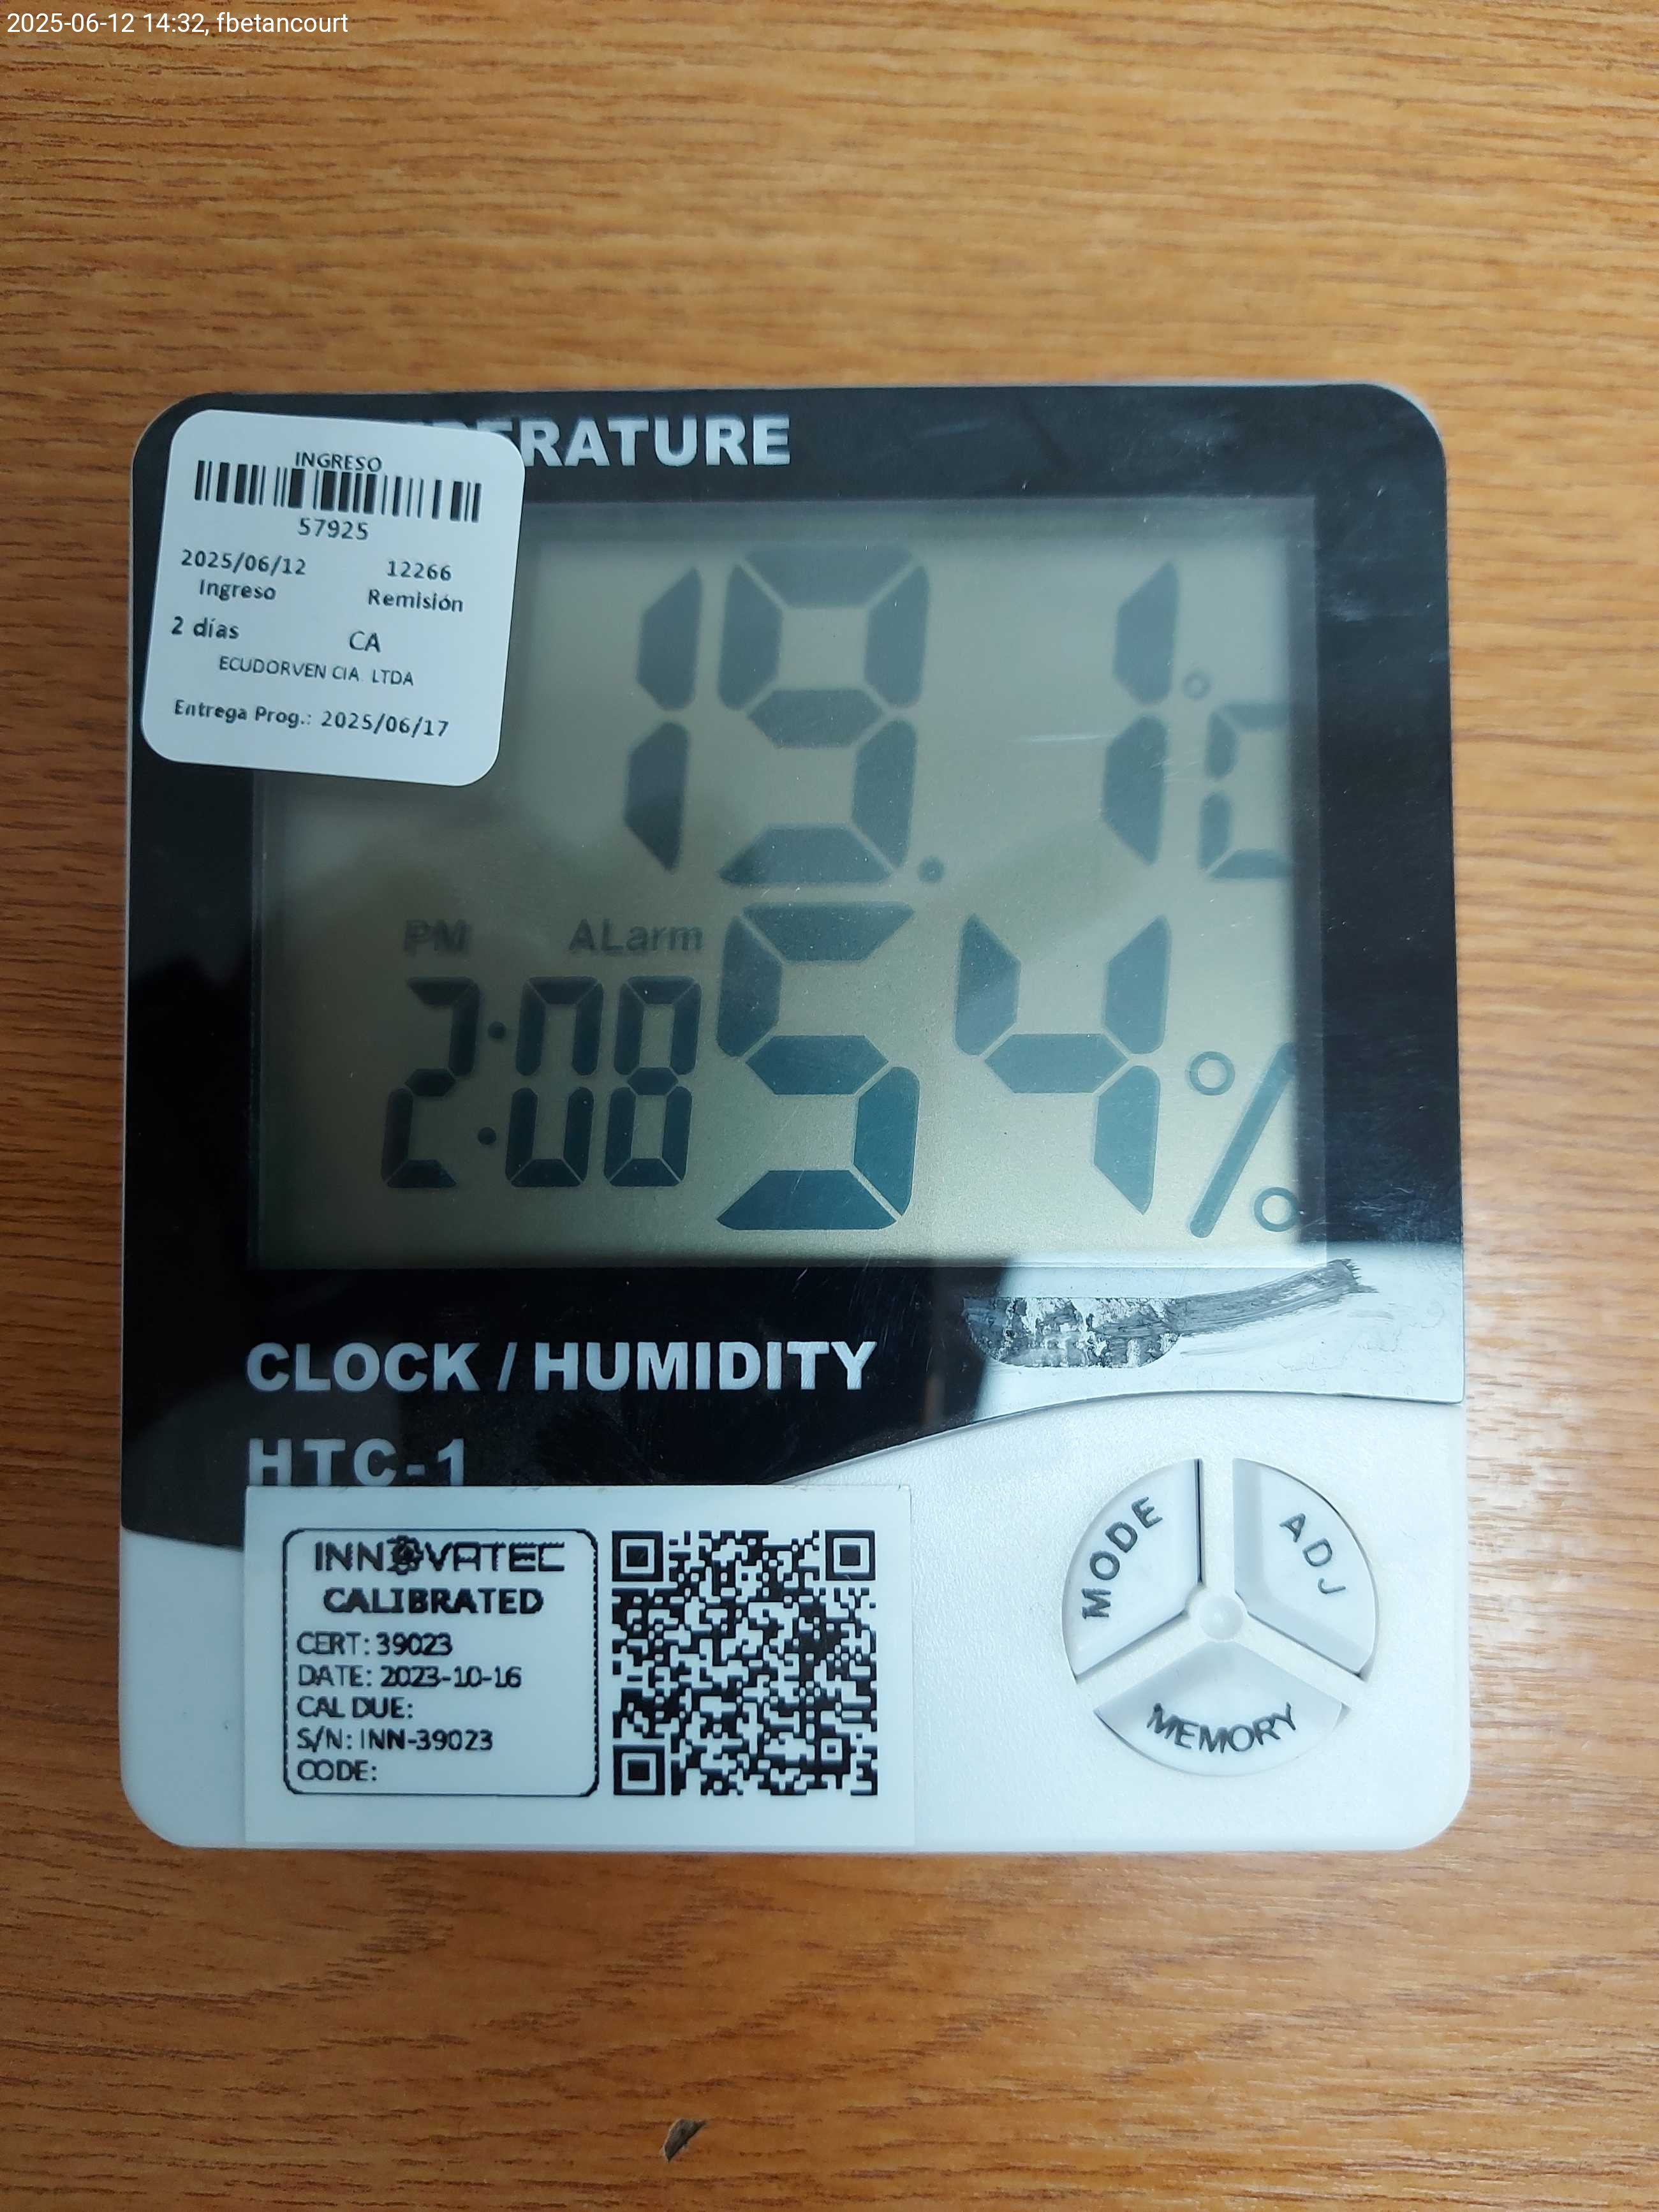 2025-06-12 14:32, fbetancourt
PERATURE
INGRESO
57925
2025/06/12 12266
Ingreso Remisión
2 días CA
ECUDORVEN CIA. LTDA
Entrega Prog.: 2025/06/17
19.1°C
PM ALarm
2:08 54%
CLOCK / HUMIDITY
HTC-1
INNOVATEC
CALIBRATED
CERT: 39023
DATE: 2023-10-16
CAL DUE:
S/N: INN-39023
CODE:
MODE
ADJ
MEMORY